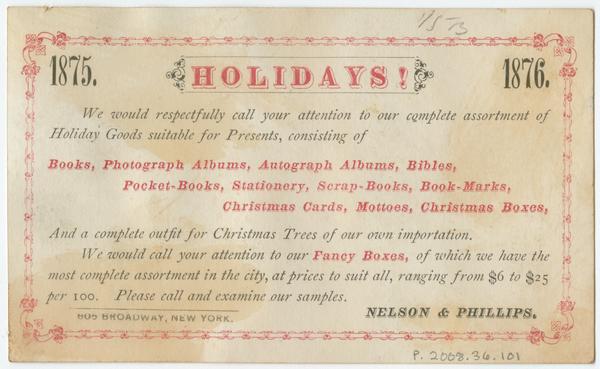 1875. HOLIDAYS! 1876.
We would respectfully call your attention to our complete assortment of
Holiday Goods suitable for Presents, consisting of
Books, Photograph Albums, Autograph Albums, Bibles,
Pocket-Books, Stationery, Scrap-Books, Book-Marks,
Christmas Cards, Mottoes, Christmas Boxes,
And a complete outfit for Christmas Trees of our own importation.
We would call your attention to our Fancy Boxes, of which we have the
most complete assortment in the city, at prices to suit all, ranging from $6 to $25
per 100. Please call and examine our samples.
NELSON & PHILLIPS.
805 BROADWAY, NEW YORK.
P. 2008.36.101